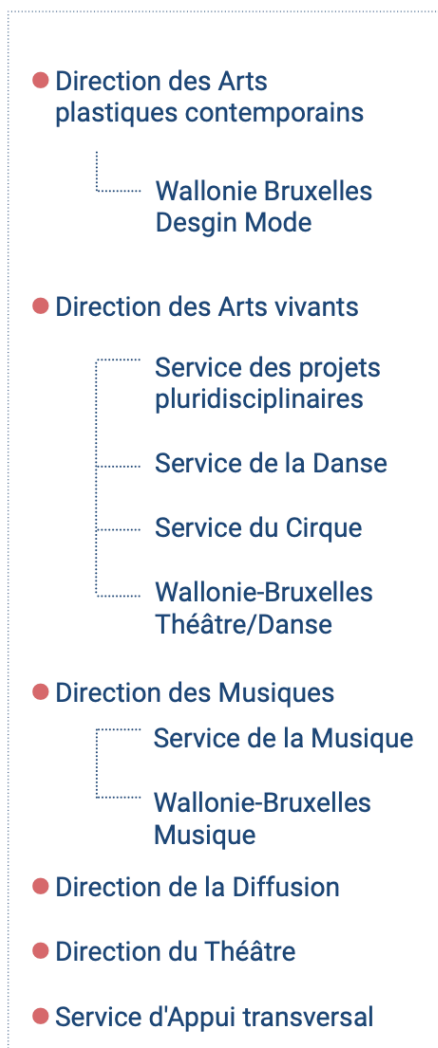 Direction des Arts
plastiques contemporains
Wallonie Bruxelles
Desgin Mode
Direction des Arts vivants
Service des projets
pluridisciplinaires
Service de la Danse
Service du Cirque
Wallonie-Bruxelles
Théâtre/Danse
Direction des Musiques
Service de la Musique
Wallonie-Bruxelles
Musique
Direction de la Diffusion
Direction du Théâtre
Service d'Appui transversal